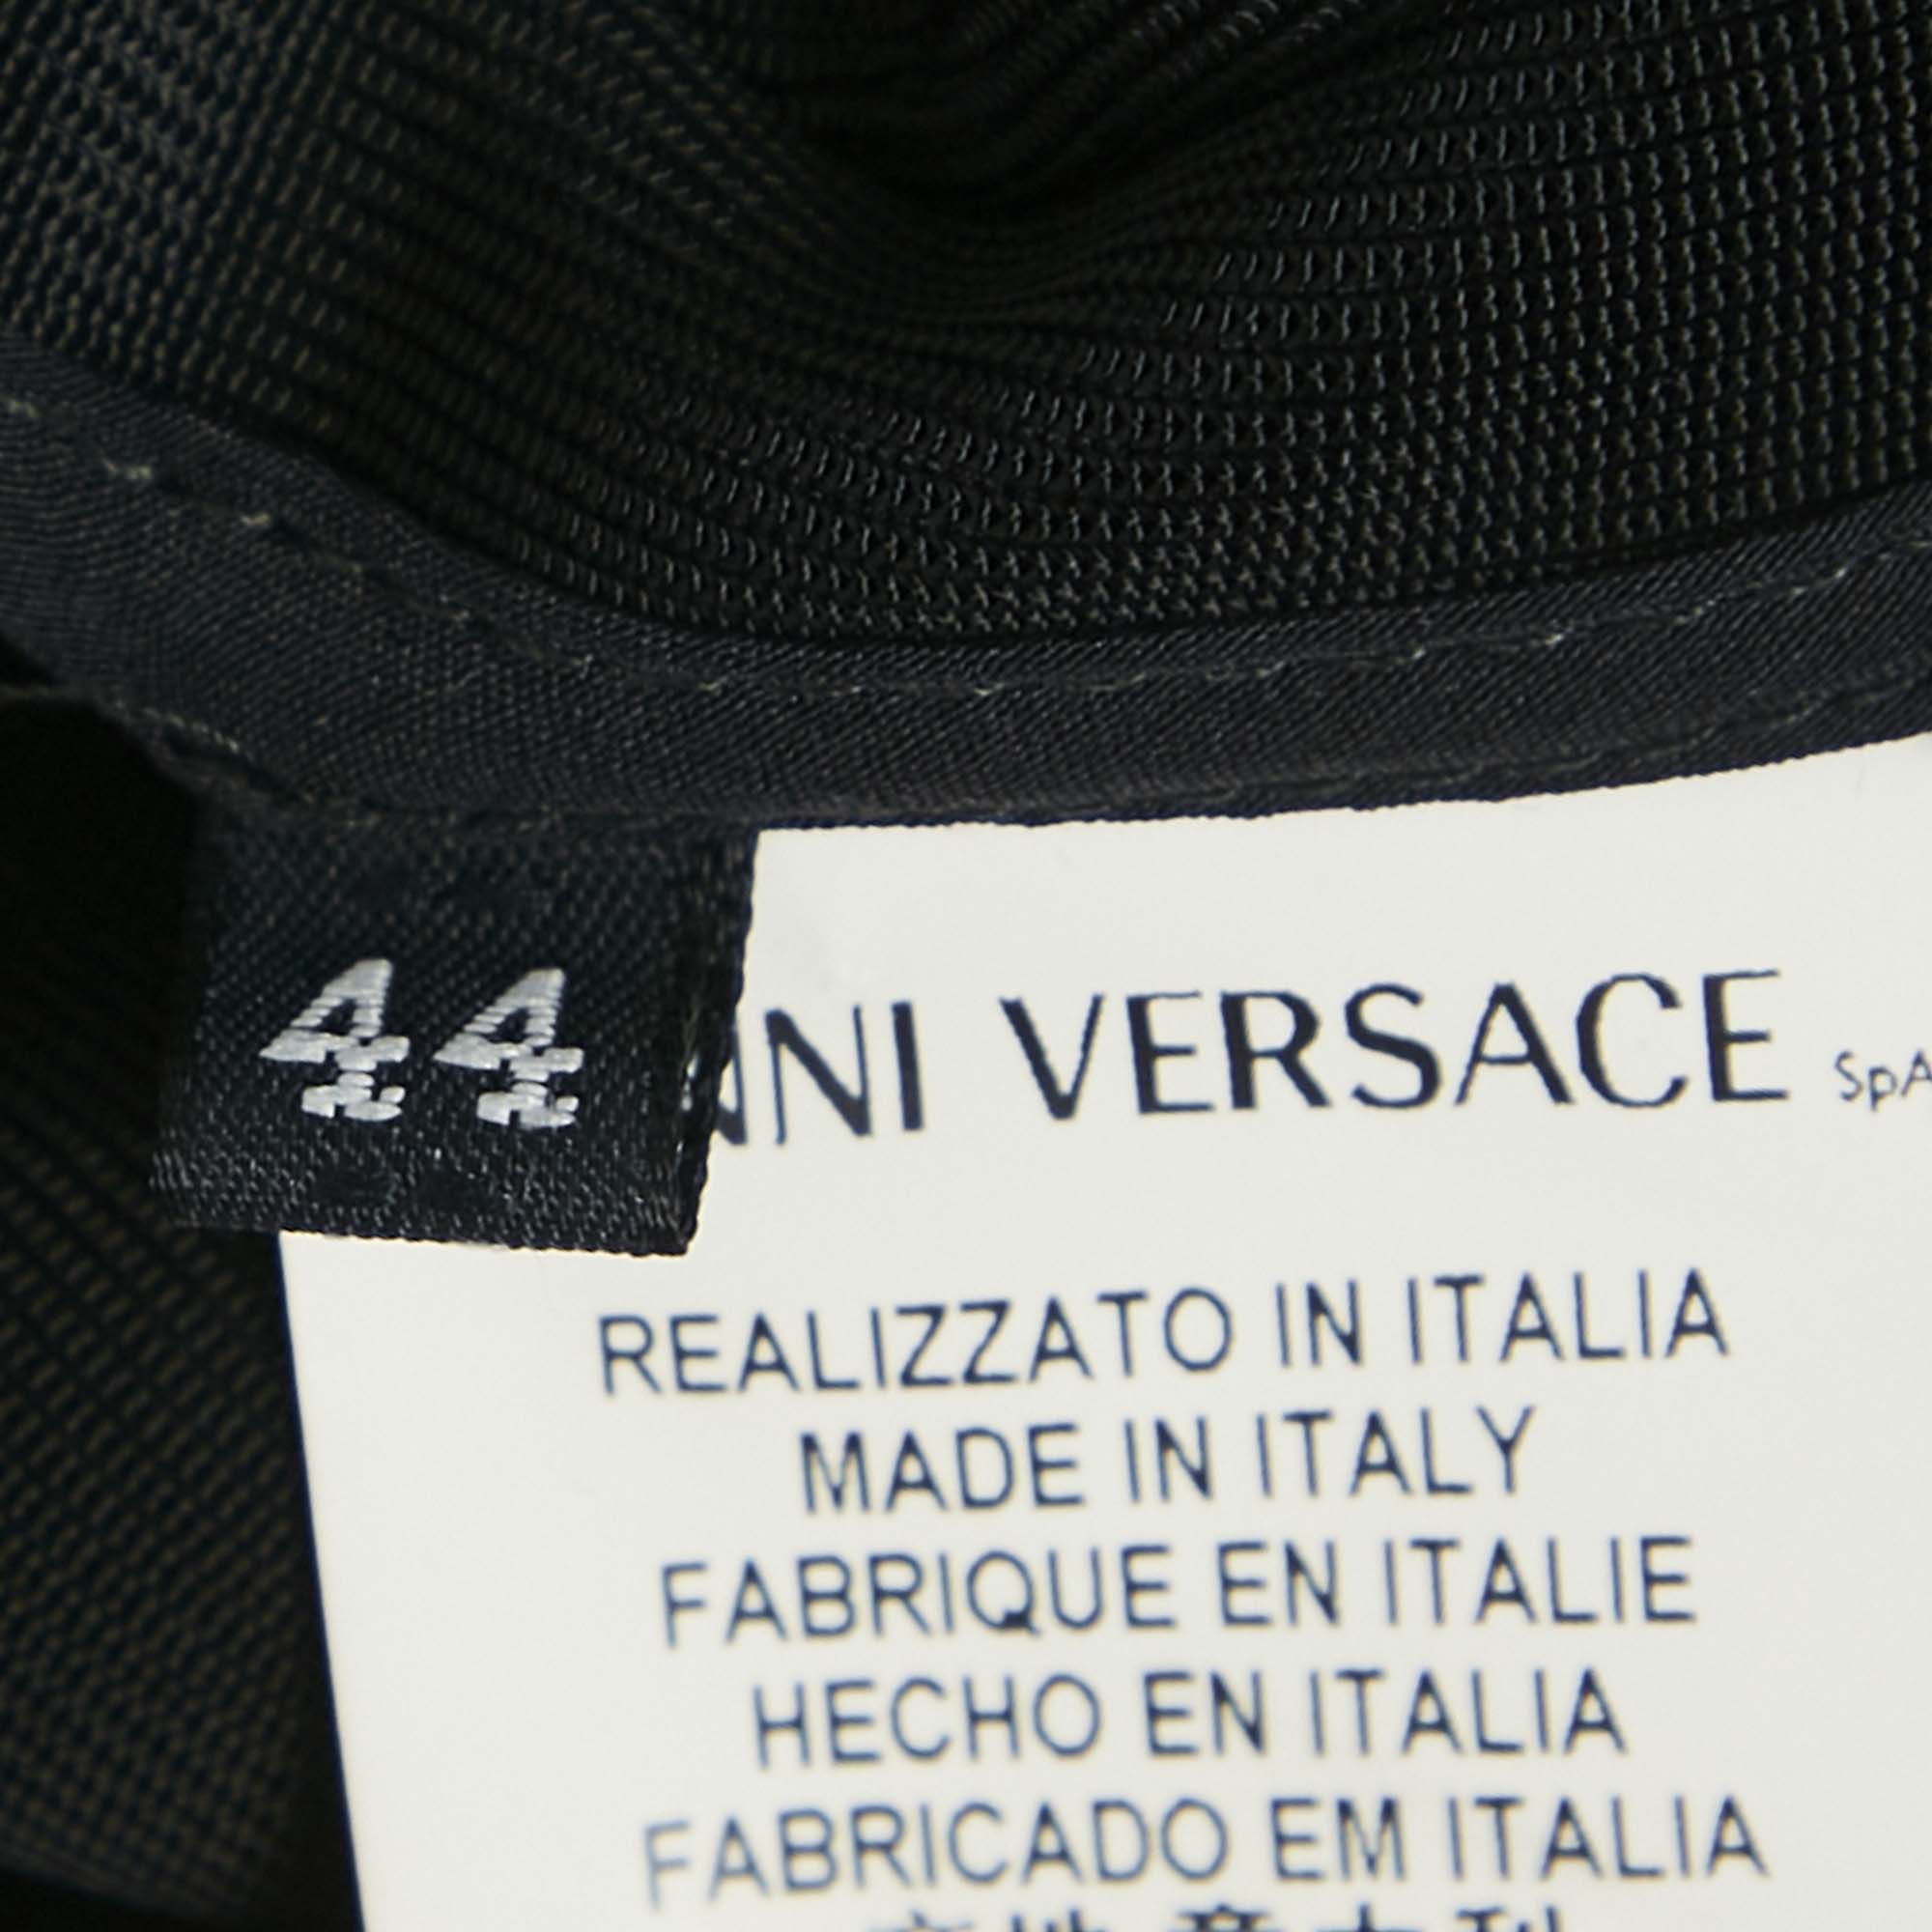 44
NNI VERSACE SpA
REALIZZATO IN ITALIA
MADE IN ITALY
FABRIQUE EN ITALIE
HECHO EN ITALIA
FABRICADO EM ITALIA